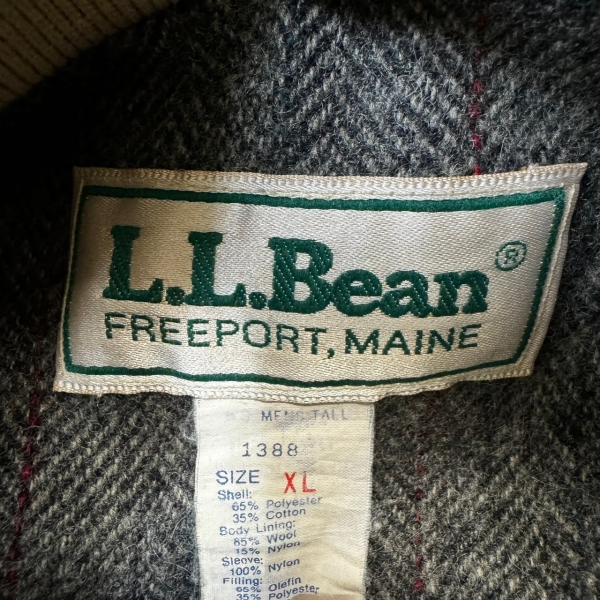 L.L.Bean®
FREEPORT, MAINE
MENS TALL
1388
SIZE XL
Shell:
65% Polyester
35% Cotton
Body Lining:
85% Wool
15% Nylon
Sleeve:
100% Nylon
Filling:
65% Olefin
35% Polyester